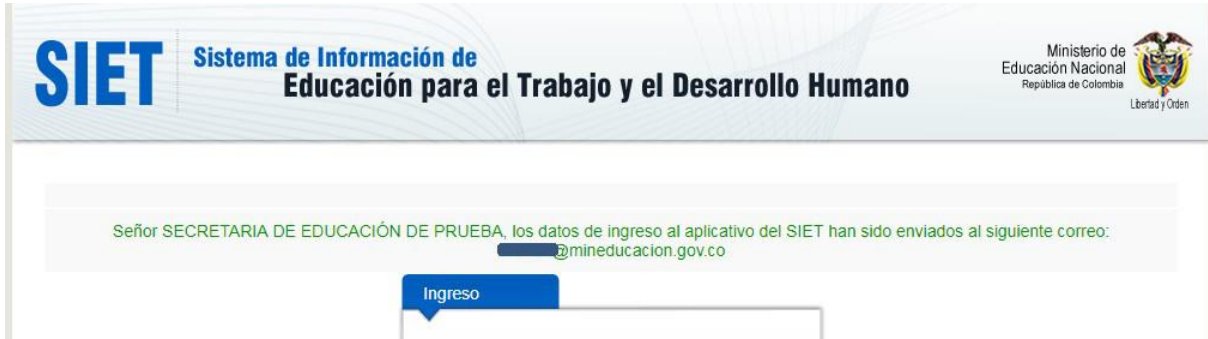 SIET
Sistema de Información de
Educación para el Trabajo y el Desarrollo Humano
Ministerio de
Educación Nacional
República de Colombia
Libertad y Orden
Señor SECRETARIA DE EDUCACIÓN DE PRUEBA, los datos de ingreso al aplicativo del SIET han sido enviados al siguiente correo:
@mineducacion.gov.co
Ingreso